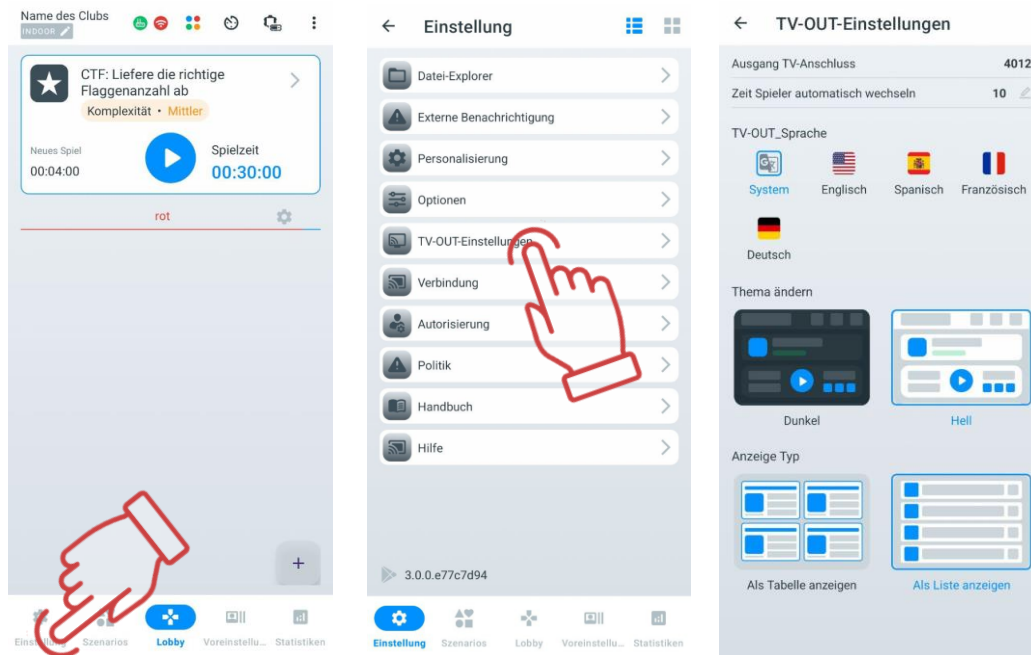 Name des Clubs
INDOOR
CTF: Liefere die richtige
Flaggenanzahl ab
Komplexität • Mittler
Neues Spiel
00:04:00
Spielzeit
00:30:00
rot
+
Einstellung
Szenarios
Lobby
Voreinstellu...
Statistiken
Einstellung
Datei-Explorer
Externe Benachrichtigung
Personalisierung
Optionen
TV-OUT-Einstellungen
Verbindung
Autorisierung
Politik
Handbuch
Hilfe
3.0.0.e77c7d94
Einstellung
Szenarios
Lobby
Voreinstellu...
Statistiken
TV-OUT-Einstellungen
Ausgang TV-Anschluss 4012
Zeit Spieler automatisch wechseln 10
TV-OUT_Sprache
System
Englisch
Spanisch
Französisch
Deutsch
Thema ändern
Dunkel
Hell
Anzeige Typ
Als Tabelle anzeigen
Als Liste anzeigen